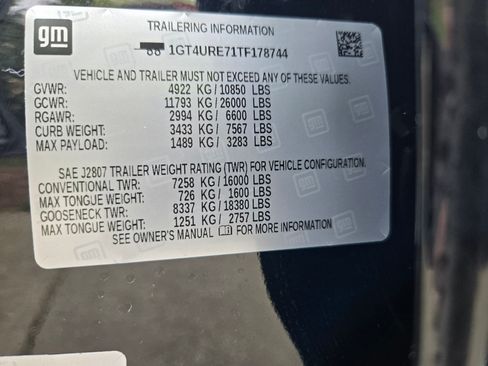 gm
TRAILERING INFORMATION
1GT4URE71TF178744
VEHICLE AND TRAILER MUST NOT EXCEED ANY OF THESE VALUES.
GVWR: 4922 KG/10850 LBS
GCWR: 11793 KG/26000 LBS
RGAWR: 2994 KG/ 6600 LBS
CURB WEIGHT: 3433 KG/ 7567 LBS
MAX PAYLOAD: 1489 KG/ 3283 LBS
SAE J2807 TRAILER WEIGHT RATING (TWR) FOR VEHICLE CONFIGURATION.
CONVENTIONAL TWR: 7258 KG/16000 LBS
MAX TONGUE WEIGHT: 726 KG/ 1600 LBS
GOOSENECK TWR: 8337 KG/18380 LBS
MAX TONGUE WEIGHT: 1251 KG/ 2757 LBS
SEE OWNER'S MANUAL FOR MORE INFORMATION